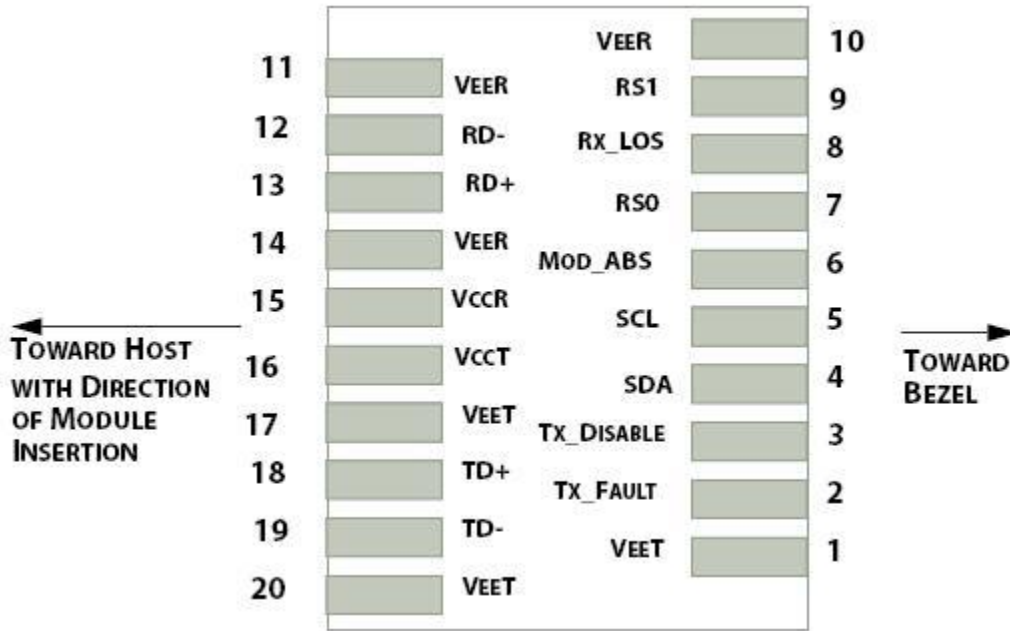 VEER 10
11 VEER
RS1 9
12 RD-
RX_LOS 8
13 RD+
RS0 7
14 VEER
MOD_ABS 6
15 VCCR
SCL 5
16 VCCT
SDA 4
17 VEET
TX_DISABLE 3
18 TD+
TX_FAULT 2
19 TD-
VEET 1
20 VEET
TOWARD HOST
WITH DIRECTION
OF MODULE
INSERTION
TOWARD
BEZEL